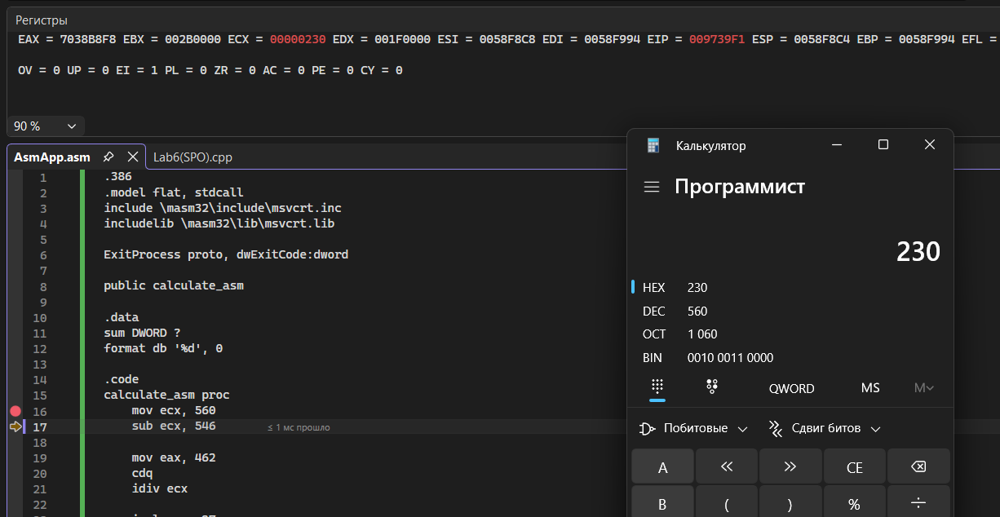 Регистры
EAX = 7038B8F8 EBX = 002B0000 ECX = 00000230 EDX = 001F0000 ESI = 0058F8C8 EDI = 0058F994 EIP = 009739F1 ESP = 0058F8C4 EBP = 0058F994 EFL =
OV = 0 UP = 0 EI = 1 PL = 0 ZR = 0 AC = 0 PE = 0 CY = 0
90 %
AsmApp.asm Lab6(SPO).cpp
1 .386
2 .model flat, stdcall
3 include \masm32\include\msvcrt.inc
4 includelib \masm32\lib\msvcrt.lib
5
6 ExitProcess proto, dwExitCode:dword
7
8 public calculate_asm
9
10 .data
11 sum DWORD ?
12 format db '%d', 0
13
14 .code
15 calculate_asm proc
16 mov ecx, 560
17 sub ecx, 546 ≤ 1 мс прошло
18
19 mov eax, 462
20 cdq
21 idiv ecx
22
Калькулятор
Программист
230
HEX 230
DEC 560
OCT 1 060
BIN 0010 0011 0000
QWORD MS M
Побитовые Сдвиг битов
A << >> CE
B ( ) % ÷